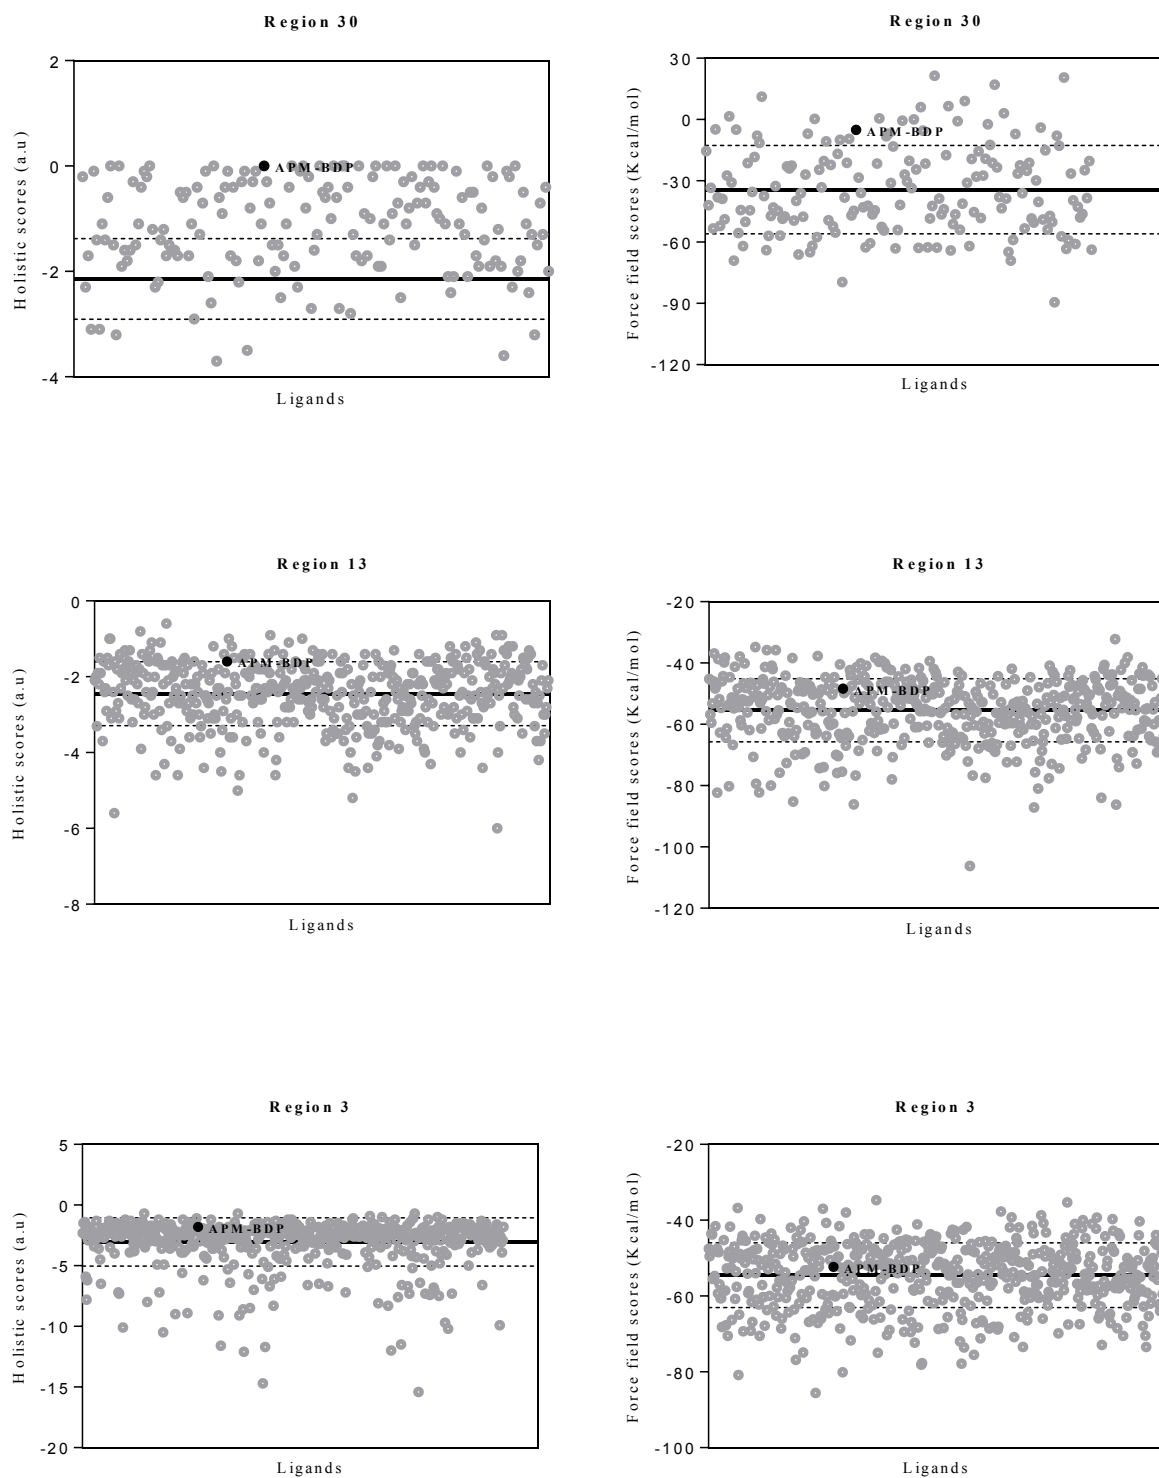 Region 30
Holistic scores (a.u)
2
0
-2
-4
APM-BDP
Ligands
Region 30
Force field scores (Kcal/mol)
30
0
-30
-60
-90
-120
APM-BDP
Ligands
Region 13
Holistic scores (a.u)
0
-2
-4
-6
-8
APM-BDP
Ligands
Region 13
Force field scores (Kcal/mol)
-20
-40
-60
-80
-100
-120
APM-BDP
Ligands
Region 3
Holistic scores (a.u)
5
0
-5
-10
-15
-20
APM-BDP
Ligands
Region 3
Force field scores (Kcal/mol)
-20
-40
-60
-80
-100
APM-BDP
Ligands